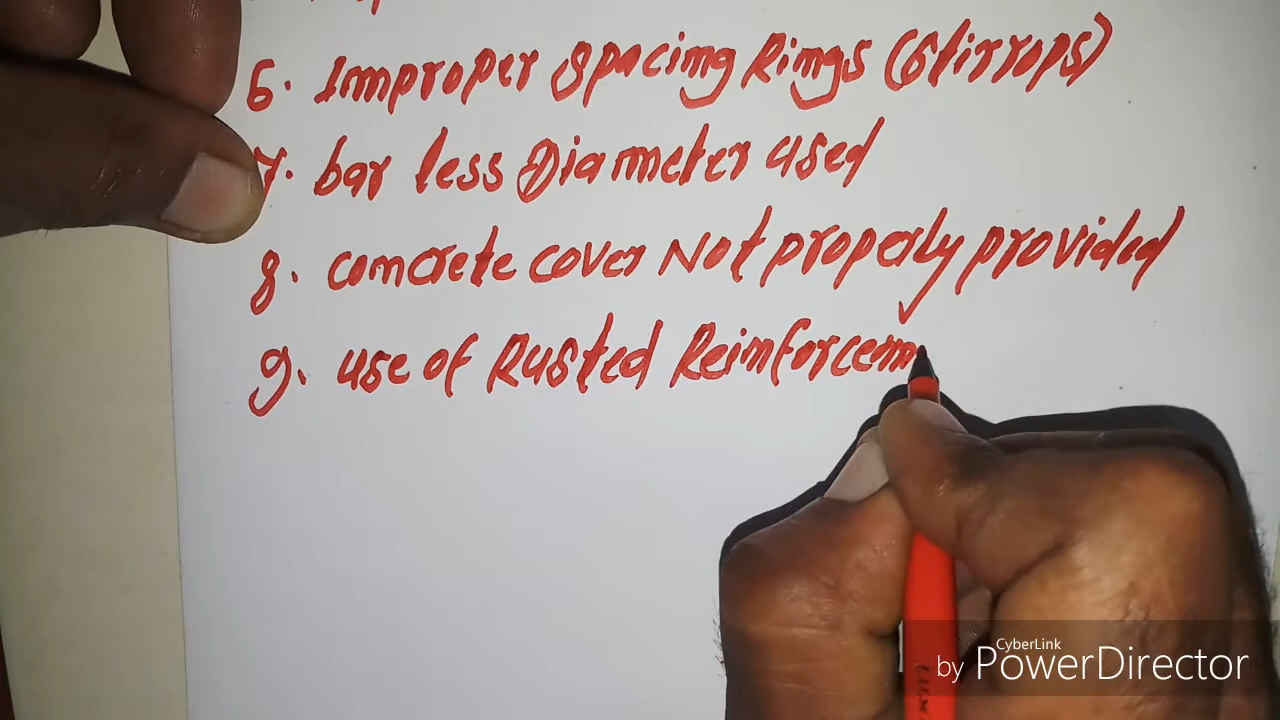 6. Improper spacing Rings (Stirrops)
7. bar less Diameter used
8. concrete cover Not properly provided
9. use of Rusted Reinforcem
CyberLink
by PowerDirector